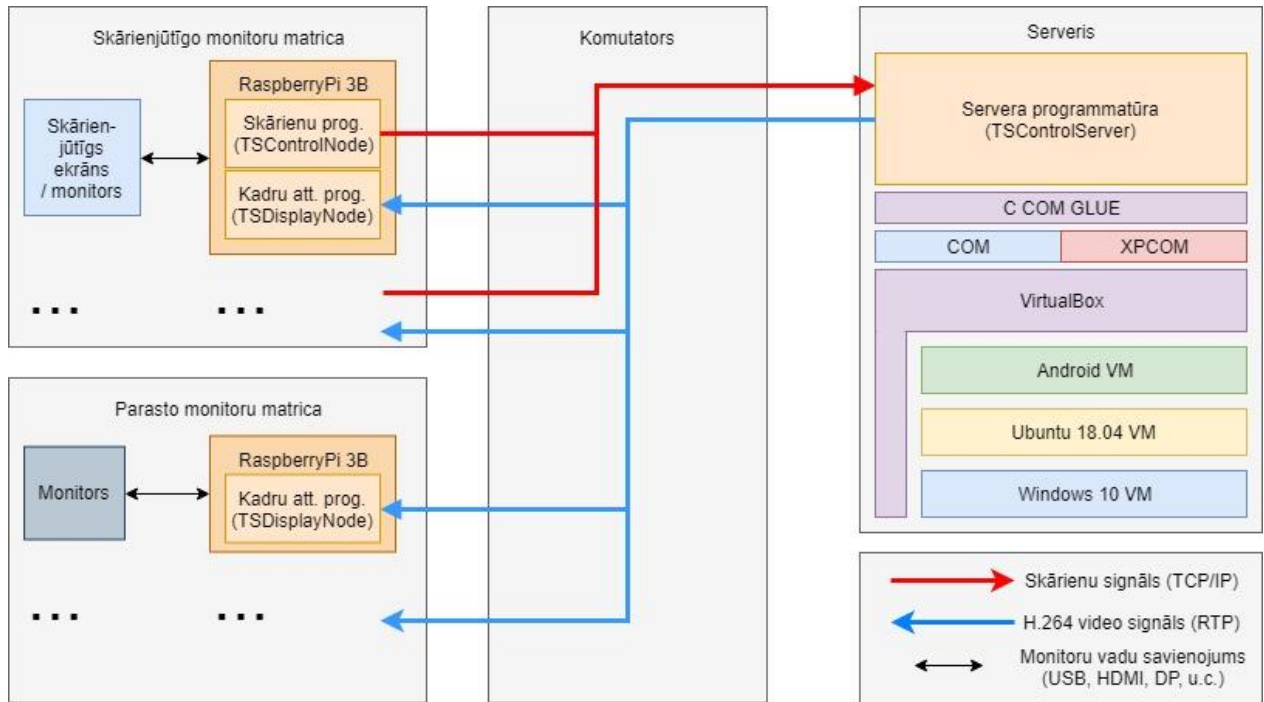 Skārienjūtīgo monitoru matrica
RaspberryPi 3B
Skārien-
jūtīgs
ekrāns
/ monitors
Skārienu prog.
(TSControlNode)
Kadru att. prog.
(TSDisplayNode)
... ...
Parasto monitoru matrica
RaspberryPi 3B
Monitors
Kadru att. prog.
(TSDisplayNode)
... ...
Komutators
Serveris
Servera programmatūra
(TSControlServer)
C COM GLUE
COM XPCOM
VirtualBox
Android VM
Ubuntu 18.04 VM
Windows 10 VM
Skārienu signāls (TCP/IP)
H.264 video signāls (RTP)
Monitoru vadu savienojums
(USB, HDMI, DP, u.c.)